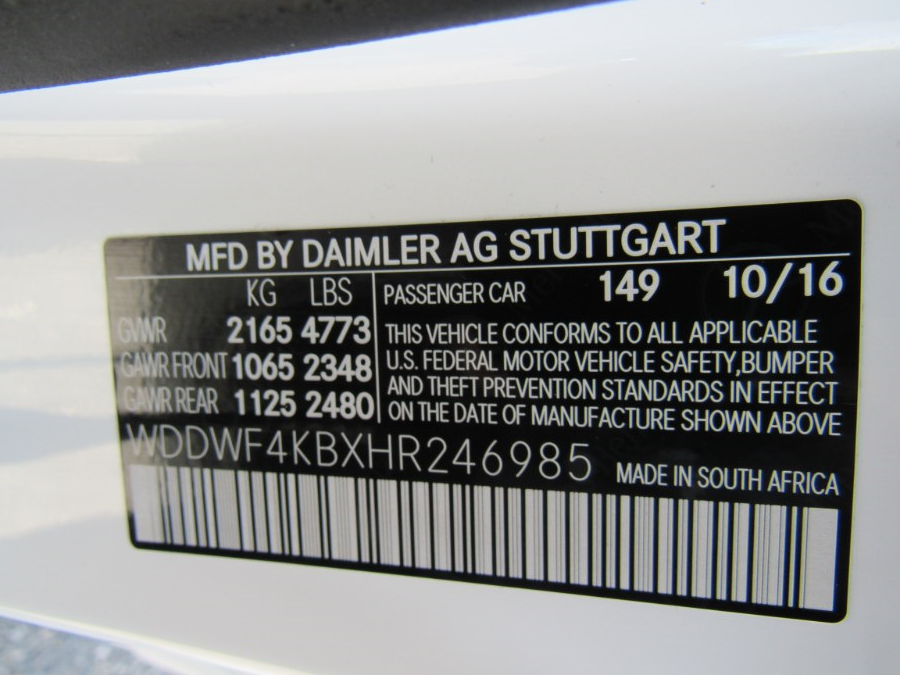 MFD BY DAIMLER AG STUTTGART
KG LBS
GVWR 2165 4773
GAWR FRONT 1065 2348
GAWR REAR 1125 2480
PASSENGER CAR 149 10/16
THIS VEHICLE CONFORMS TO ALL APPLICABLE
U.S. FEDERAL MOTOR VEHICLE SAFETY, BUMPER
AND THEFT PREVENTION STANDARDS IN EFFECT
ON THE DATE OF MANUFACTURE SHOWN ABOVE
WDDWF4KBXHR246985 MADE IN SOUTH AFRICA